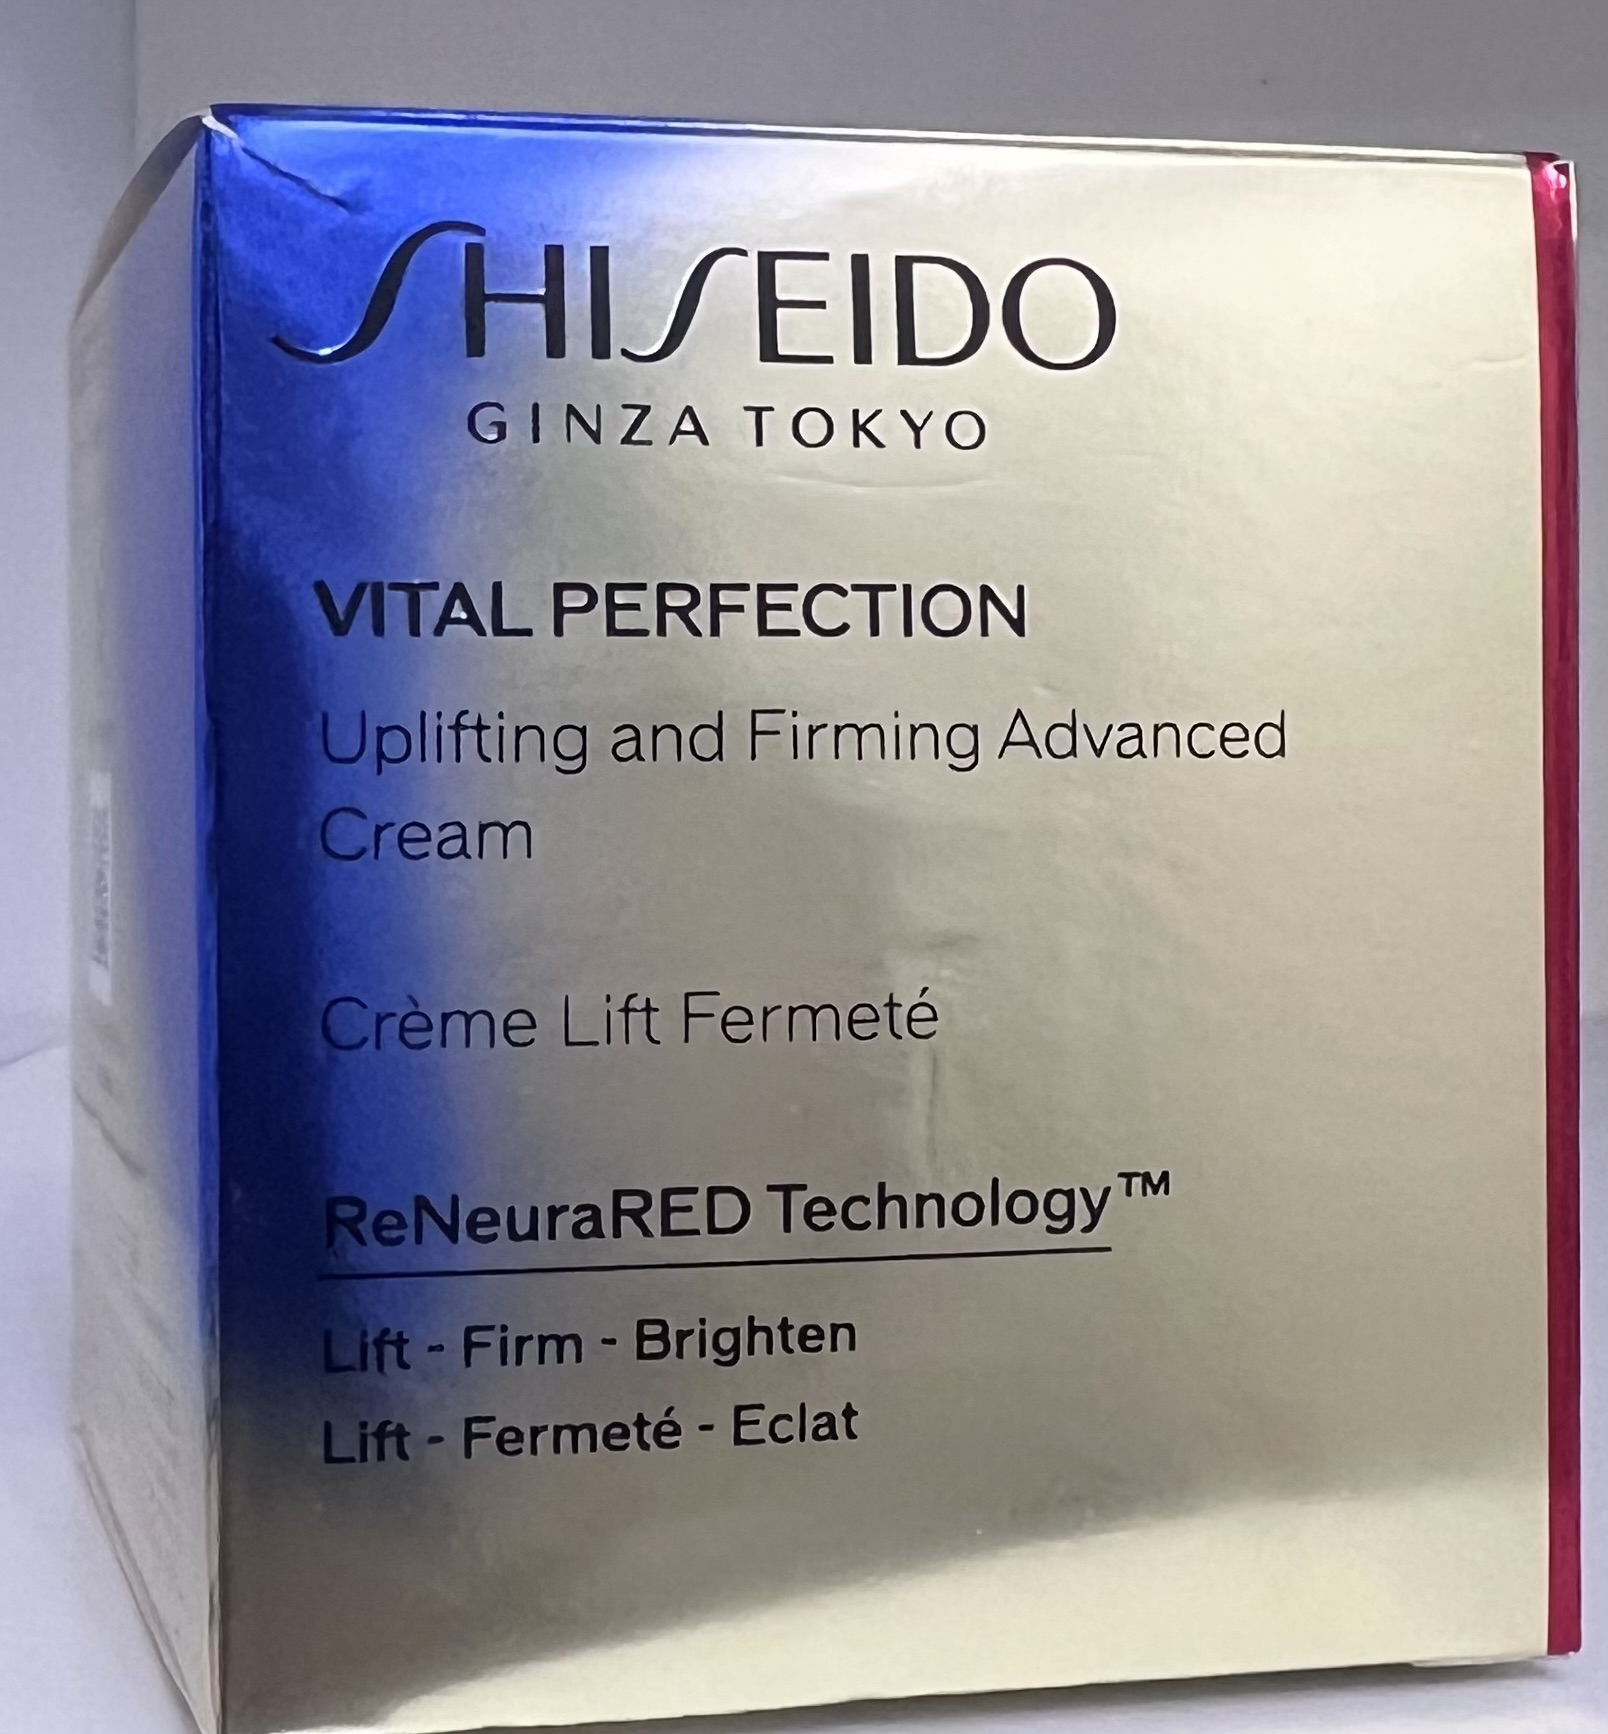 SHISEIDO
GINZA TOKYO
VITAL PERFECTION
Uplifting and Firming Advanced
Cream
Crème Lift Fermeté
ReNeuraRED Technology™
Lift - Firm - Brighten
Lift - Fermeté - Eclat